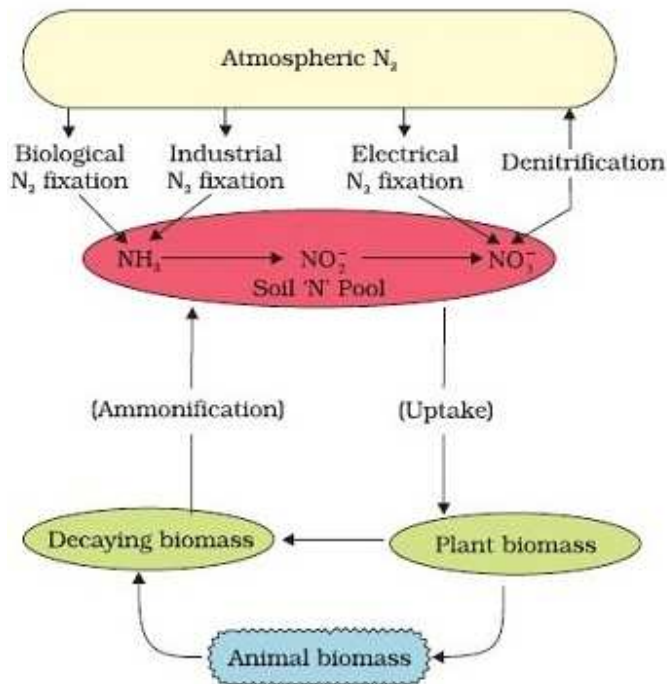 Atmospheric N₂
Biological
N₂ fixation
Industrial
N₂ fixation
Electrical
N₂ fixation
Denitrification
NH₃
NO₂⁻
NO₃⁻
Soil 'N' Pool
(Ammonification)
(Uptake)
Decaying biomass
Plant biomass
Animal biomass